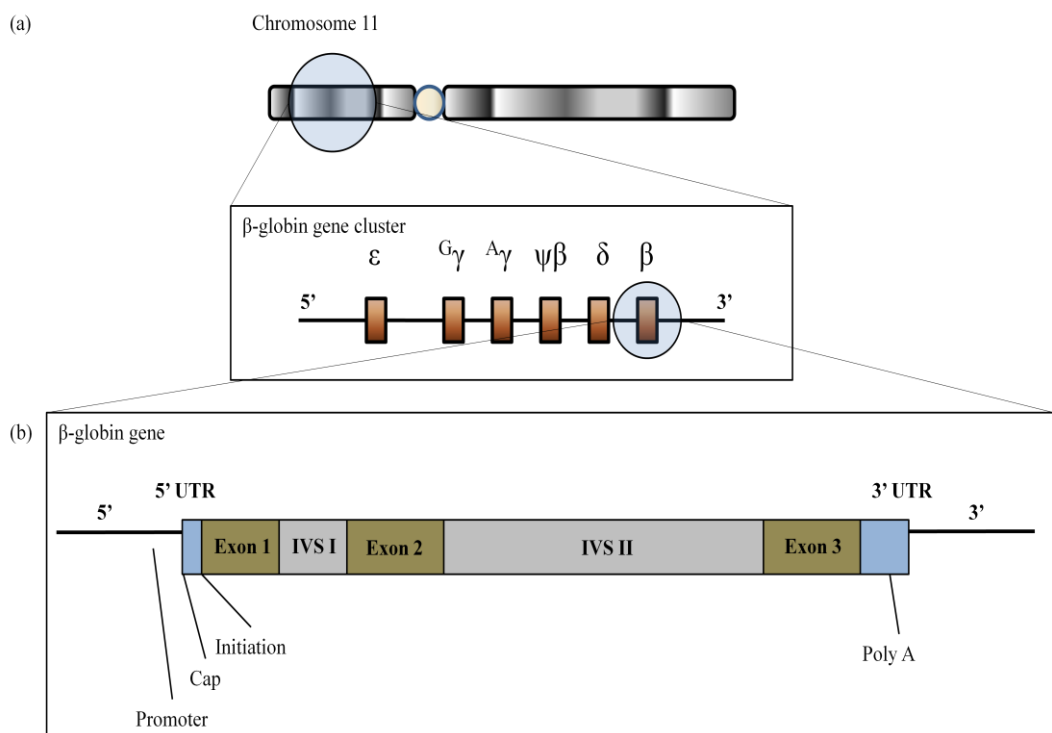 (a)
Chromosome 11
β-globin gene cluster
ε
Gγ
Aγ
ψβ
δ
β
5’
3’
(b)
β-globin gene
5’ UTR
3’ UTR
5’
3’
Exon 1
IVS I
Exon 2
IVS II
Exon 3
Initiation
Poly A
Cap
Promoter